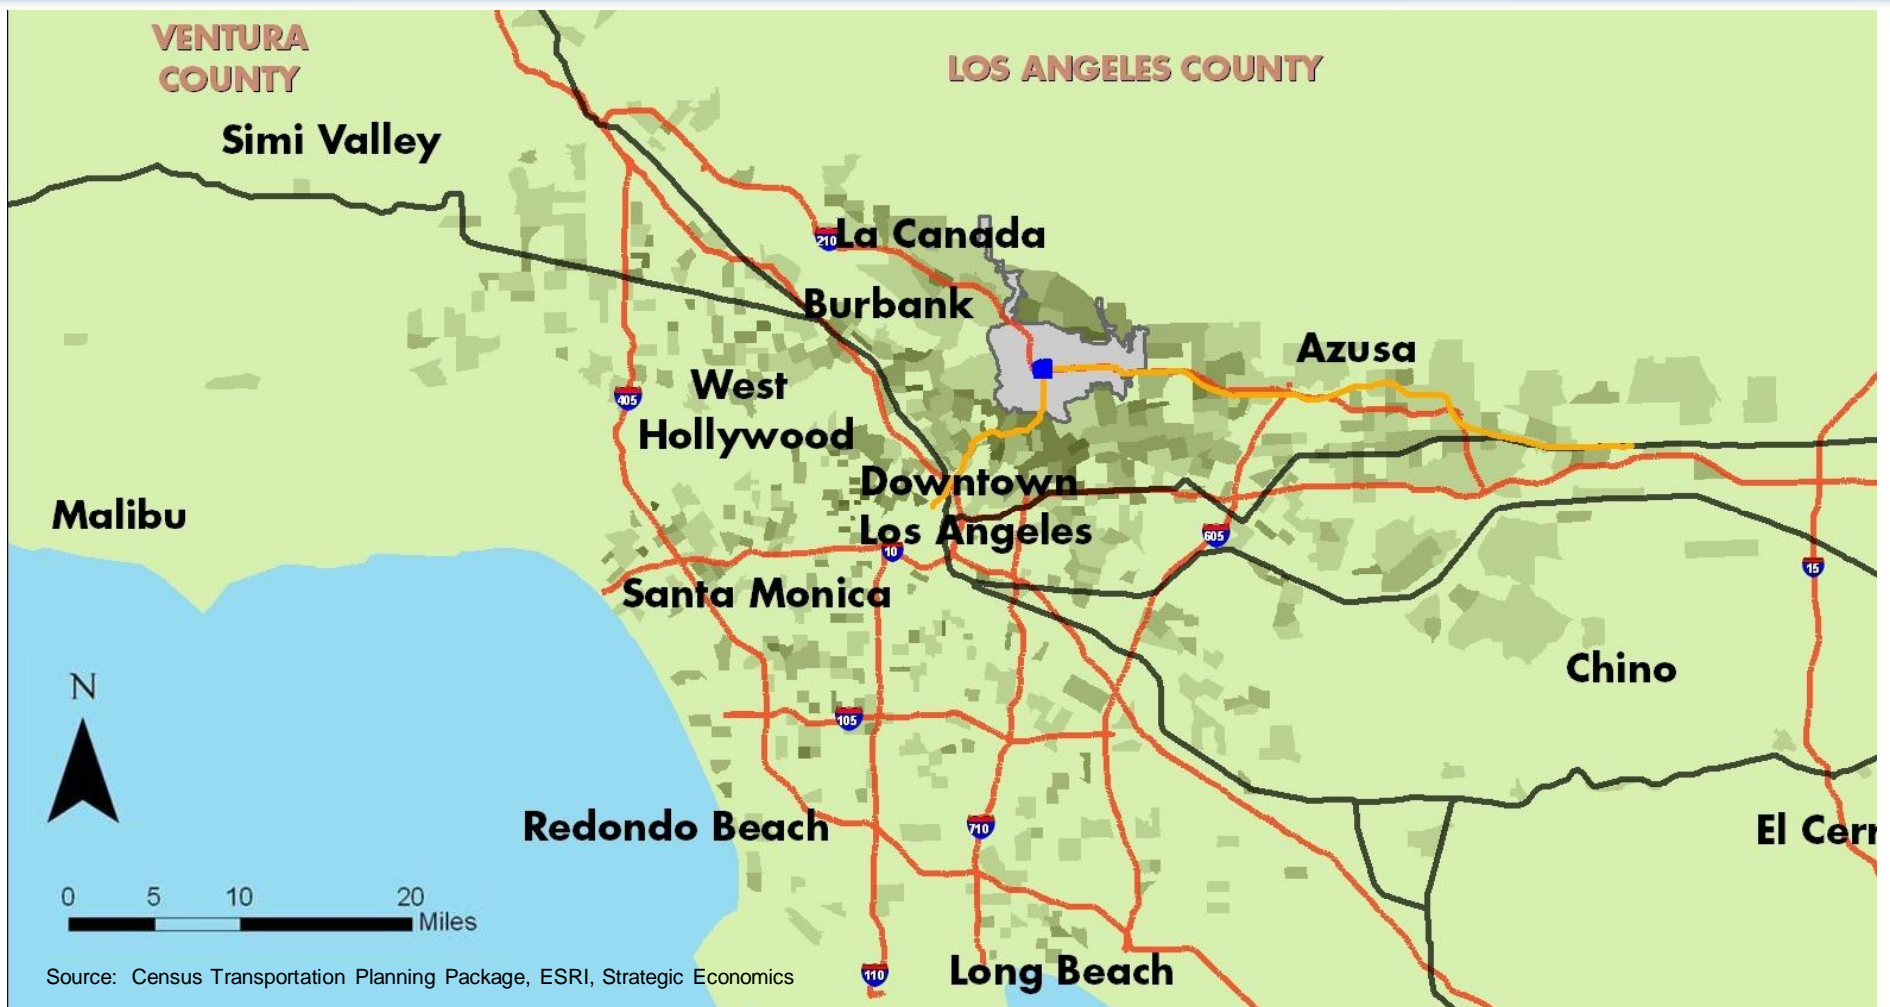 VENTURA
COUNTY
LOS ANGELES COUNTY
Simi Valley
210
La Canada
Burbank
Azusa
West
Hollywood
405
Downtown
Los Angeles
Malibu
10
605
15
Santa Monica
N
Chino
105
Redondo Beach
710
El Cerr
0 5 10 20
Miles
Source: Census Transportation Planning Package, ESRI, Strategic Economics
110
Long Beach